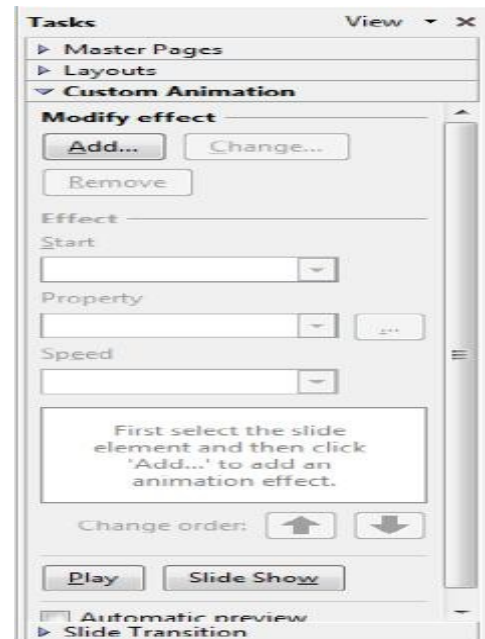 Tasks View
Master Pages
Layouts
Custom Animation
Modify effect
Add... Change...
Remove
Effect
Start
Property
...
Speed
First select the slide
element and then click
'Add...' to add an
animation effect.
Change order:
Play Slide Show
Automatic preview
Slide Transition